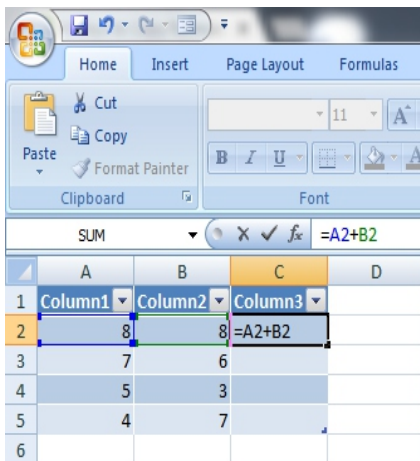 Home Insert Page Layout Formulas
Paste
Cut
Copy
Format Painter
Clipboard
11 A
B I U A
Font
SUM fx =A2+B2
A B C D
1 Column1 Column2 Column3
2 8 8 =A2+B2
3 7 6
4 5 3
5 4 7
6